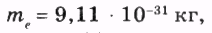 mₑ = 9,11 · 10⁻³¹ кг,